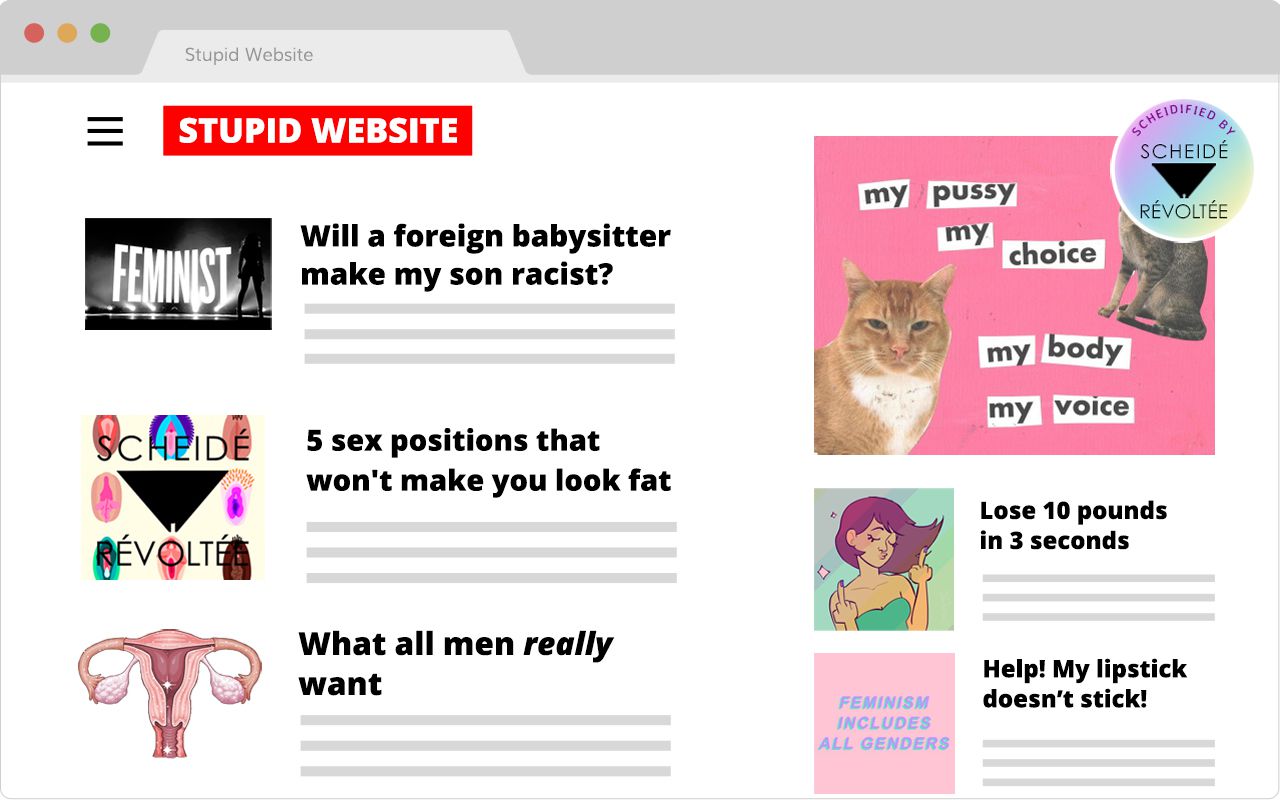 Stupid Website
STUPID WEBSITE
FEMINIST
Will a foreign babysitter
make my son racist?
SCHEIDÉ
RÉVOLTÉE
5 sex positions that
won't make you look fat
What all men really
want
SCHEIDIFIED BY
SCHEIDÉ
RÉVOLTÉE
my pussy
my
choice
my body
my voice
Lose 10 pounds
in 3 seconds
FEMINISM
INCLUDES
ALL GENDERS
Help! My lipstick
doesn’t stick!